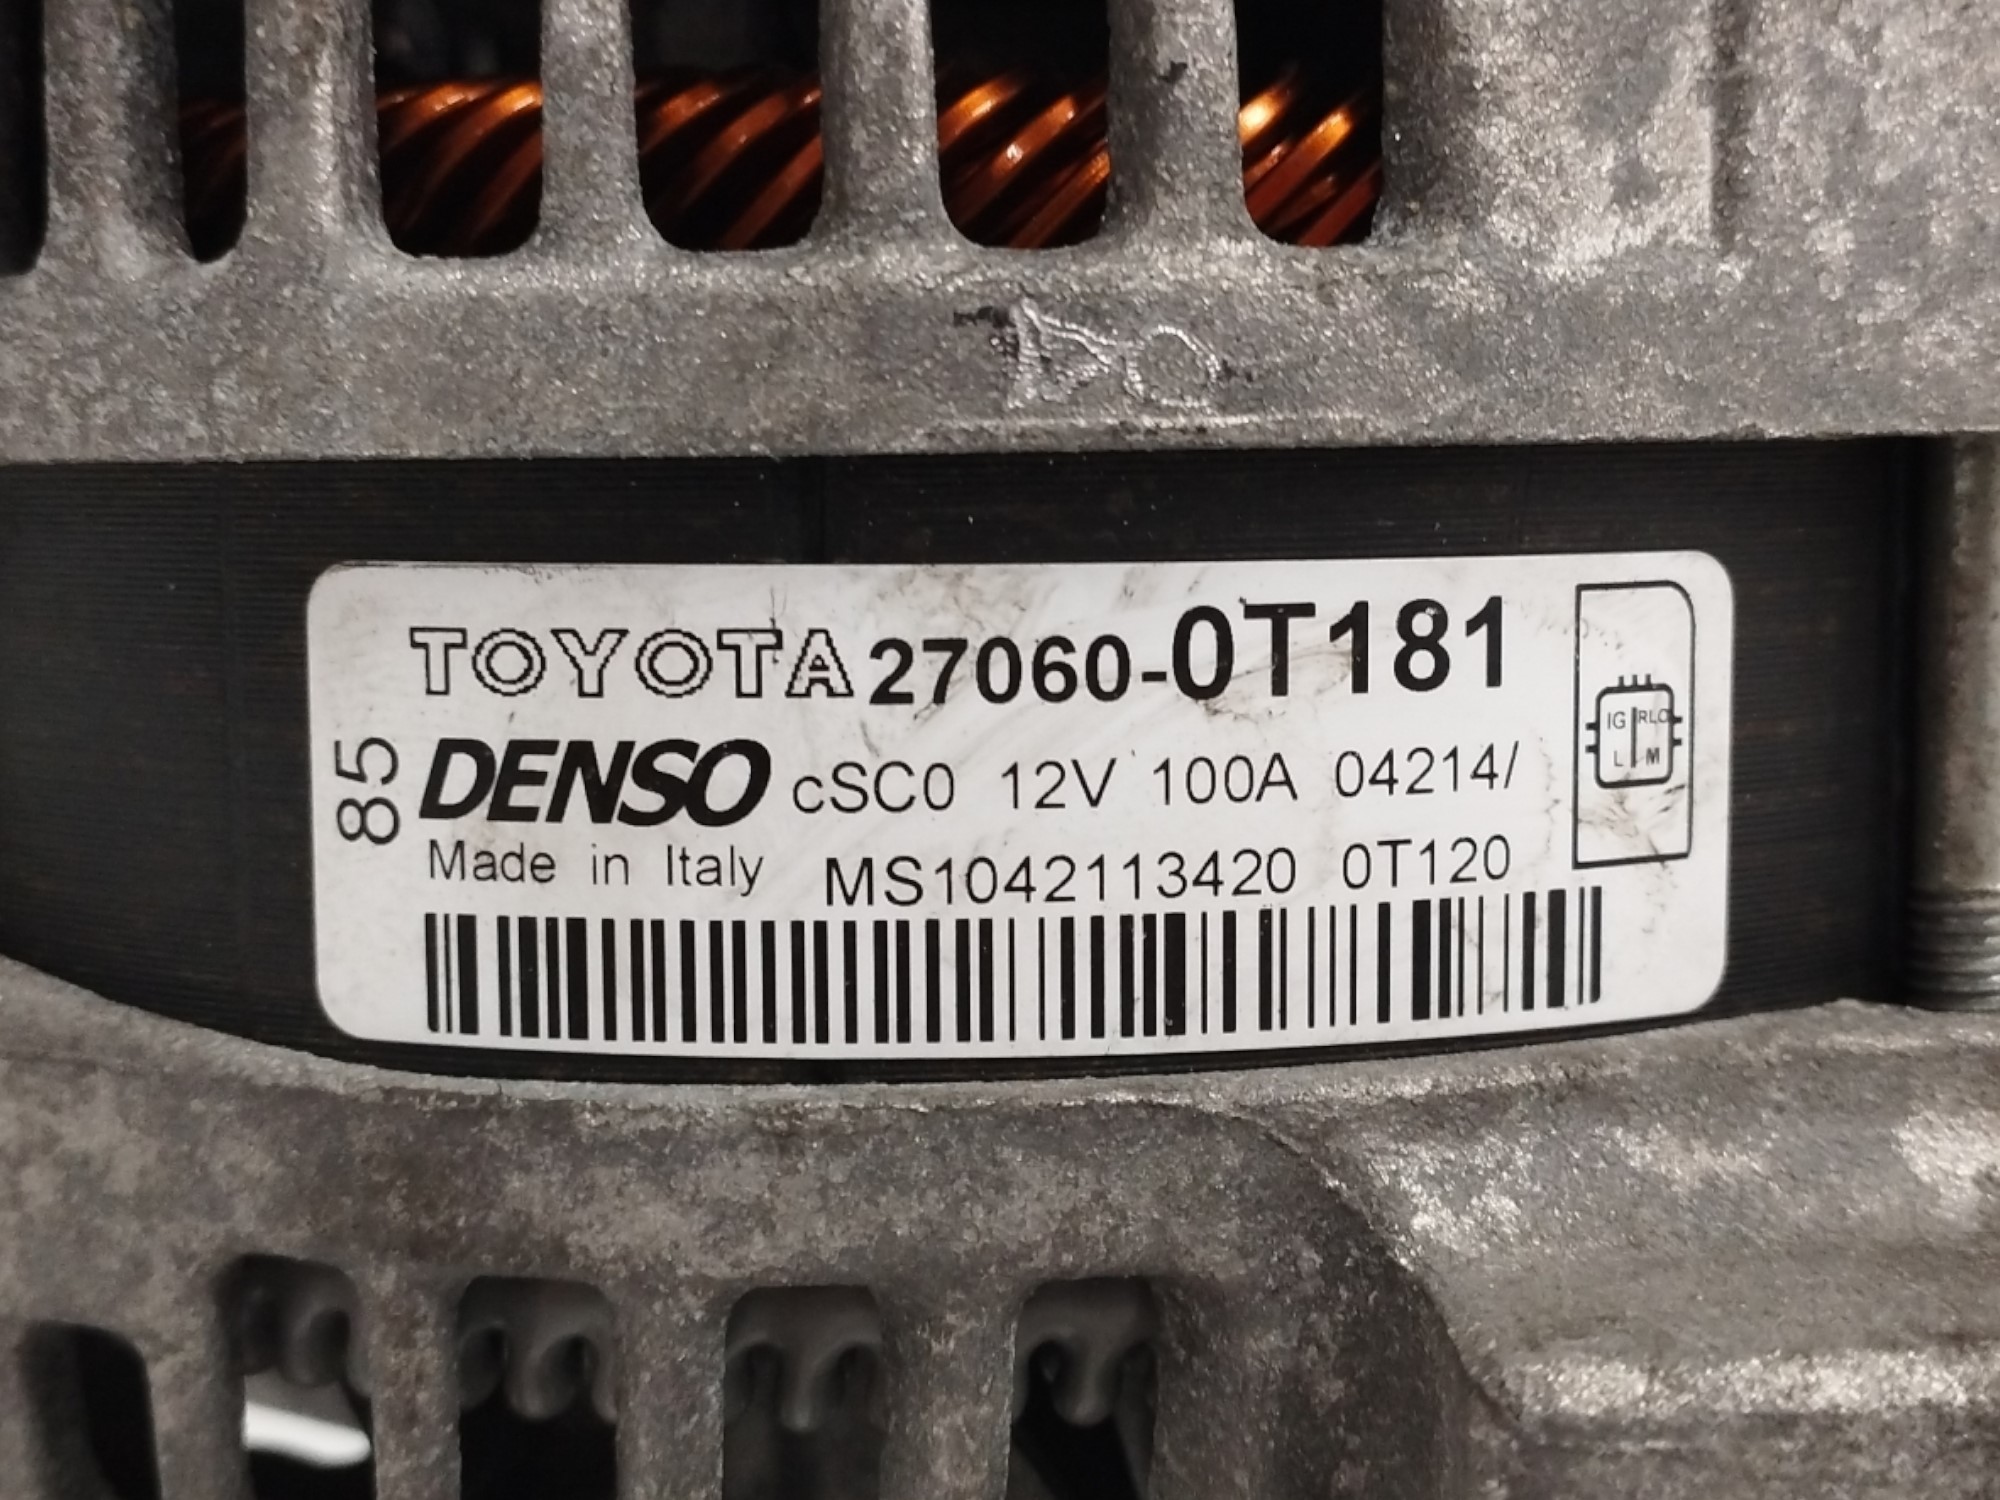 TOYOTA 27060-0T181
85
DENSO cSC0 12V 100A 04214/
Made in Italy MS1042113420 0T120
IG RLO
L M